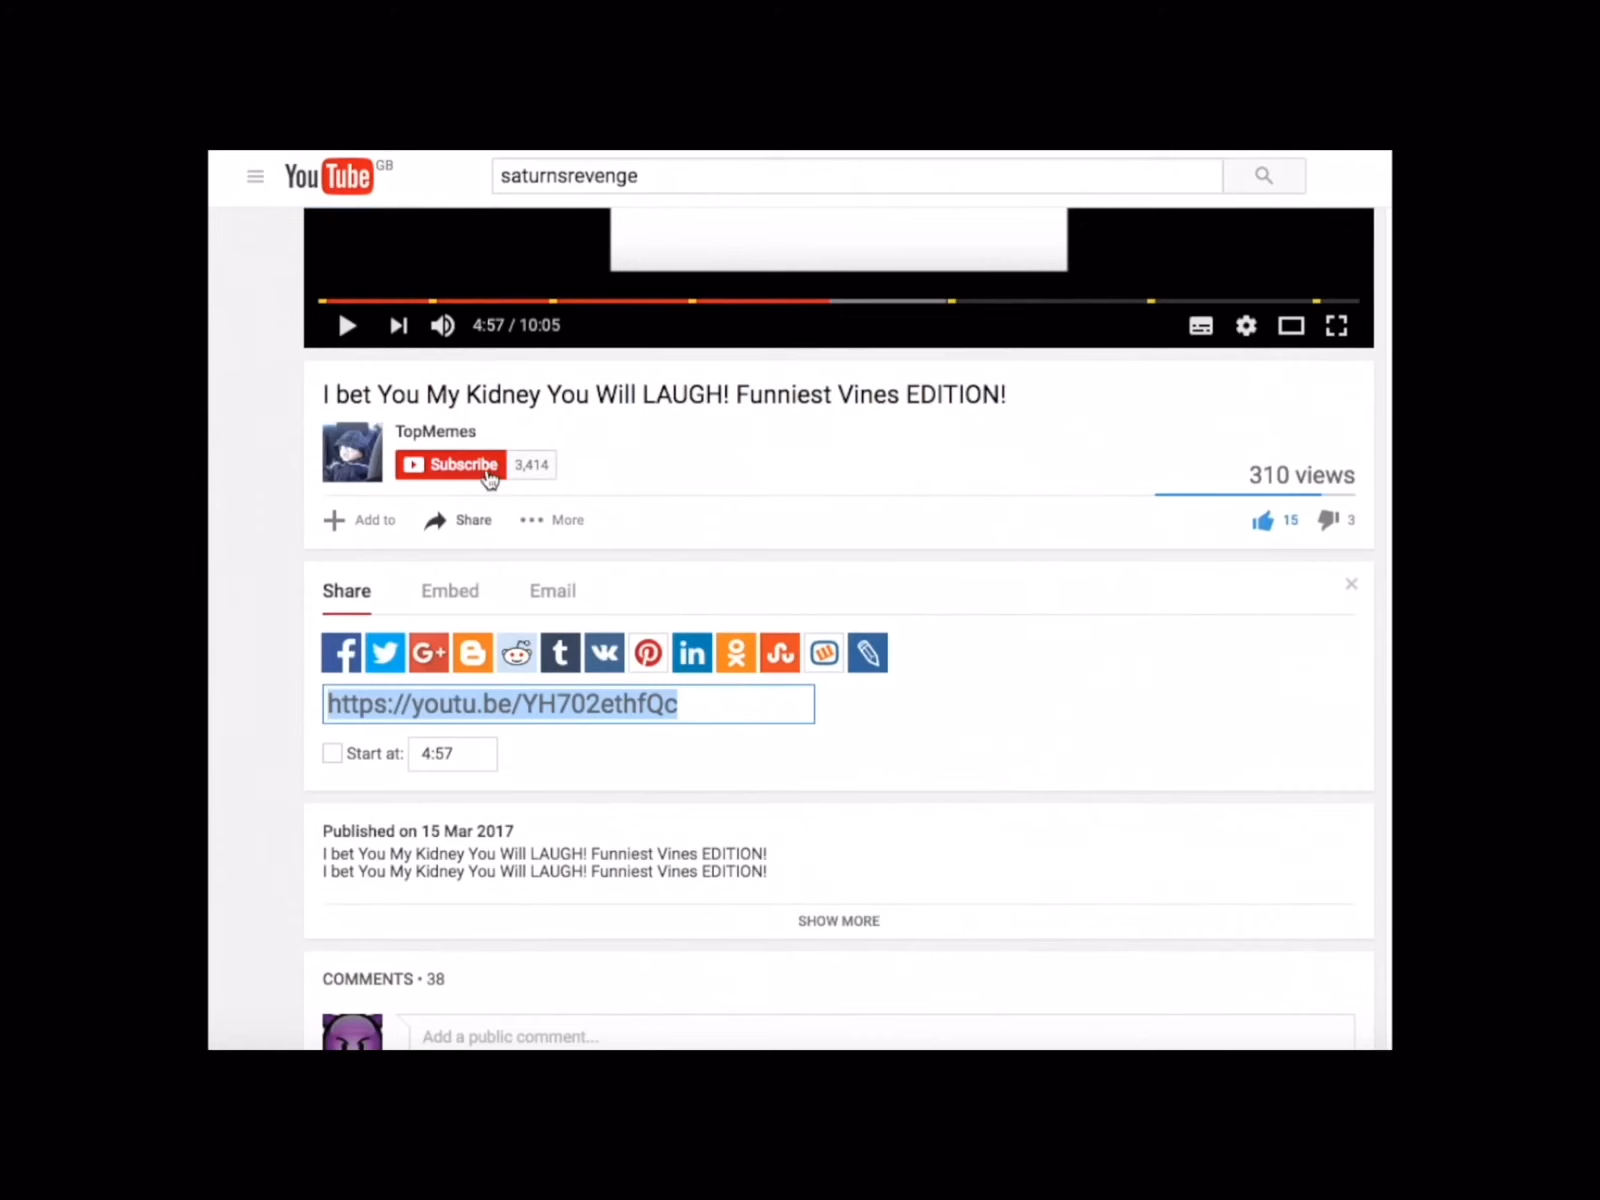 YouTube GB
saturnsrevenge
4:57 / 10:05
I bet You My Kidney You Will LAUGH! Funniest Vines EDITION!
TopMemes
Subscribe 3,414
310 views
Add to Share More 15 3
Share Embed Email
https://youtu.be/YH702ethfQc
Start at: 4:57
Published on 15 Mar 2017
I bet You My Kidney You Will LAUGH! Funniest Vines EDITION!
I bet You My Kidney You Will LAUGH! Funniest Vines EDITION!
SHOW MORE
COMMENTS • 38
Add a public comment...